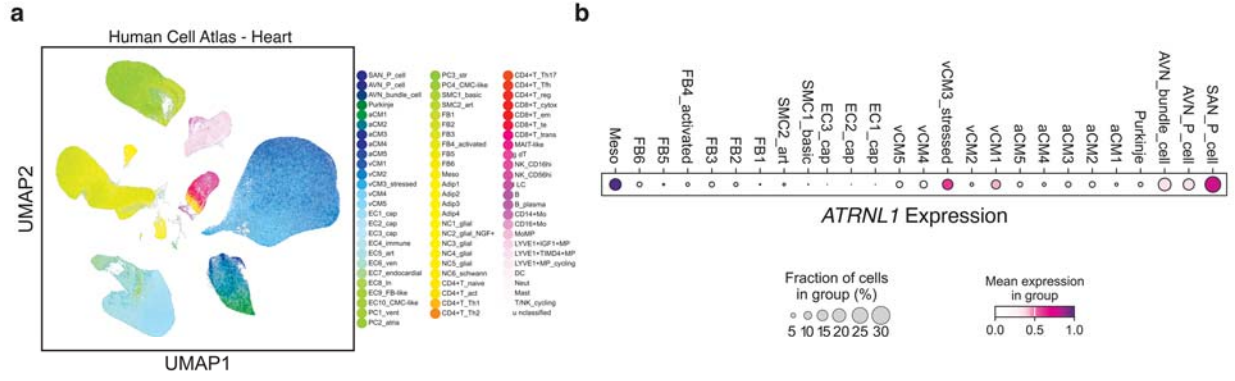 a
Human Cell Atlas - Heart
UMAP2
UMAP1
SAN_P_cell
AVN_P_cell
AVN_bundle_cell
Purkinje
aCM1
aCM2
aCM3
aCM4
aCM5
vCM1
vCM2
vCM3_stressed
vCM4
vCM5
EC1_cap
EC2_cap
EC3_cap
EC4_immune
EC5_art
EC6_ven
EC7_endocardial
EC8_ln
EC9_FB-like
EC10_CMC-like
PC1_vent
PC2_atria
PC3_str
PC4_CMC-like
SMC1_basic
SMC2_art
FB1
FB2
FB3
FB4_activated
FB5
FB6
Meso
Adip1
Adip2
Adip3
Adip4
NC1_glial
NC2_glial_NGF+
NC3_glial
NC4_glial
NC5_glial
NC6_schwann
CD4+T_naive
CD4+T_act
CD4+T_Th1
CD4+T_Th2
CD4+T_Th17
CD4+T_Tfh
CD4+T_reg
CD8+T_cytox
CD8+T_em
CD8+T_te
CD8+T_trans
MAIT-like
dT
NK_CD16hi
NK_CD56hi
ILC
B
B_plasma
CD14+Mo
CD16+Mo
MoMP
LYVE1+IGF1+MP
LYVE1+TIMD4+MP
LYVE1+MP_cycling
DC
Neut
Mast
T/NK_cycling
unclassified
b
Meso
FB6
FB5
FB4_activated
FB3
FB2
FB1
SMC2_art
SMC1_basic
EC3_cap
EC2_cap
EC1_cap
vCM5
vCM4
vCM3_stressed
vCM2
vCM1
aCM5
aCM4
aCM3
aCM2
aCM1
Purkinje
AVN_bundle_cell
AVN_P_cell
SAN_P_cell
ATRNL1 Expression
Fraction of cells
in group (%)
5 10 15 20 25 30
Mean expression
in group
0.0 0.5 1.0